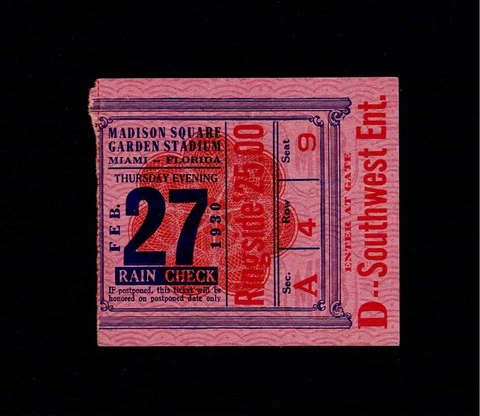 MADISON SQUARE
GARDEN STADIUM
MIAMI -- FLORIDA
THURSDAY EVENING
FEB.
27
1930
RAIN CHECK
IF postponed, this ticket will be
honored on postponed date only
Ringside 25.00
Seat 9
Row 4
Sec. A
ENTER AT GATE
D--Southwest Ent.